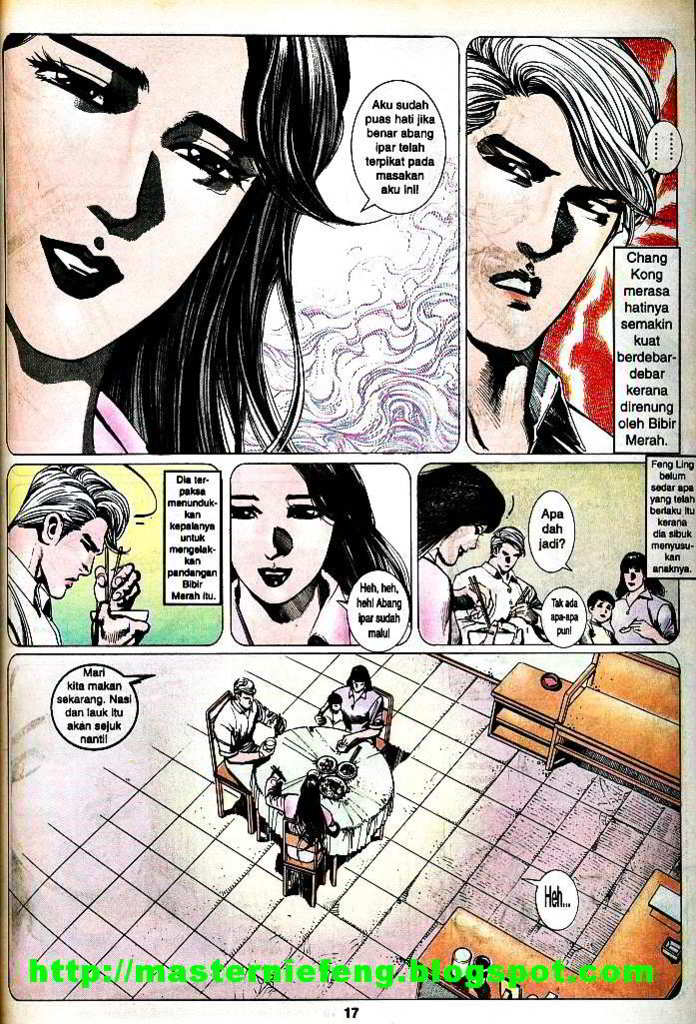 Aku sudah
puas hati jika
benar abang
ipar telah
terpikat pada
masakan
aku ini!
Chang
Kong
merasa
hatinya
semakin
kuat
berdebar-
debar
kerana
direnung
oleh Bibir
Merah.
Dia ter-
paksa
menunduk-
kan
kepalanya
untuk
mengelak-
kan
pandangan
Bibir
Merah itu.
Heh, heh,
heh! Abang
ipar sudah
malu!
Feng Ling
belum
sedar apa
yang telah
berlaku itu
kerana
dia sibuk
menyusu-
kan
anaknya.
Apa
dah
jadi?
Tak ada
apa-apa
pun!
Mari
kita makan
sekarang. Nasi
dan lauk itu
akan sejuk
nanti!
Heh...
http://masterniefeng.blogspot.com
17